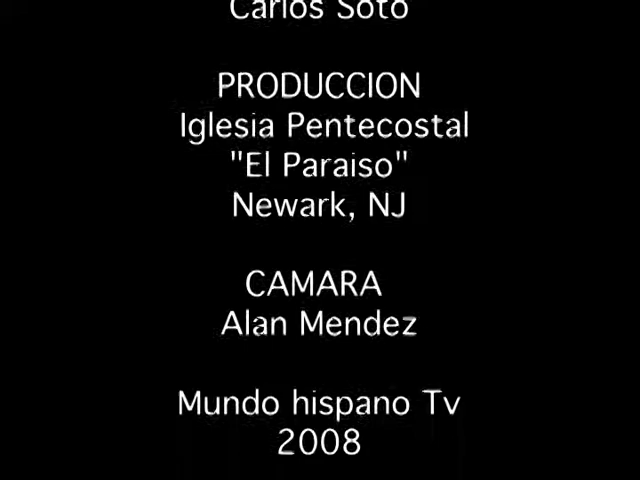 Carlos Soto
PRODUCCION
Iglesia Pentecostal
"El Paraiso"
Newark, NJ
CAMARA
Alan Mendez
Mundo hispano Tv
2008